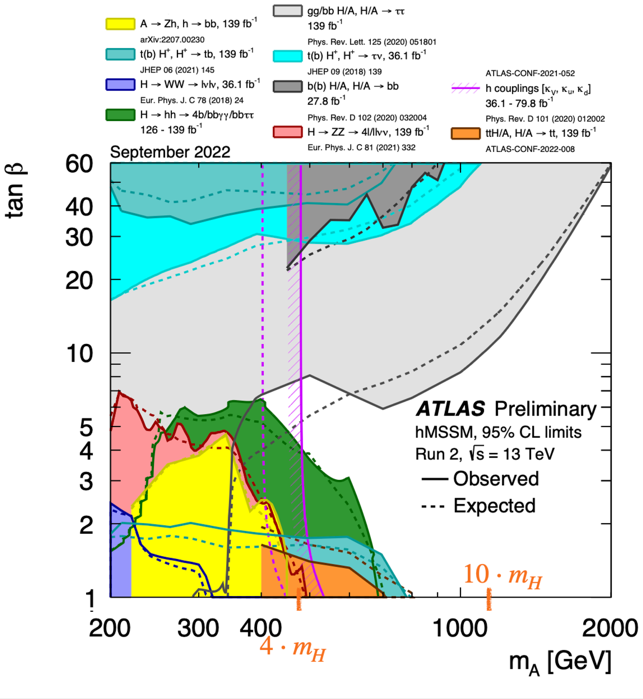 A → Zh, h → bb, 139 fb⁻¹
arXiv:2207.00230
t(b) H⁺, H⁺ → tb, 139 fb⁻¹
JHEP 06 (2021) 145
H → WW → lνlν, 36.1 fb⁻¹
Eur. Phys. J. C 78 (2018) 24
H → hh → 4b/bbγγ/bbττ
126 - 139 fb⁻¹
gg/bb H/A, H/A → ττ
139 fb⁻¹
Phys. Rev. Lett. 125 (2020) 051801
t(b) H⁺, H⁺ → τν, 36.1 fb⁻¹
JHEP 09 (2018) 139
b(b) H/A, H/A → bb
27.8 fb⁻¹
Phys. Rev. D 102 (2020) 032004
H → ZZ → 4l/llνν, 139 fb⁻¹
Eur. Phys. J. C 81 (2021) 332
ATLAS-CONF-2021-052
h couplings [κᵥ, κᵤ, κd]
36.1 - 79.8 fb⁻¹
Phys. Rev. D 101 (2020) 012002
ttH/A, H/A → tt, 139 fb⁻¹
ATLAS-CONF-2022-008
September 2022
tan β
60
40
30
20
10
5
4
3
2
1
ATLAS Preliminary
hMSSM, 95% CL limits
Run 2, √s = 13 TeV
Observed
Expected
10 · m_H
200
300
400
1000
2000
4 · m_H
m_A [GeV]